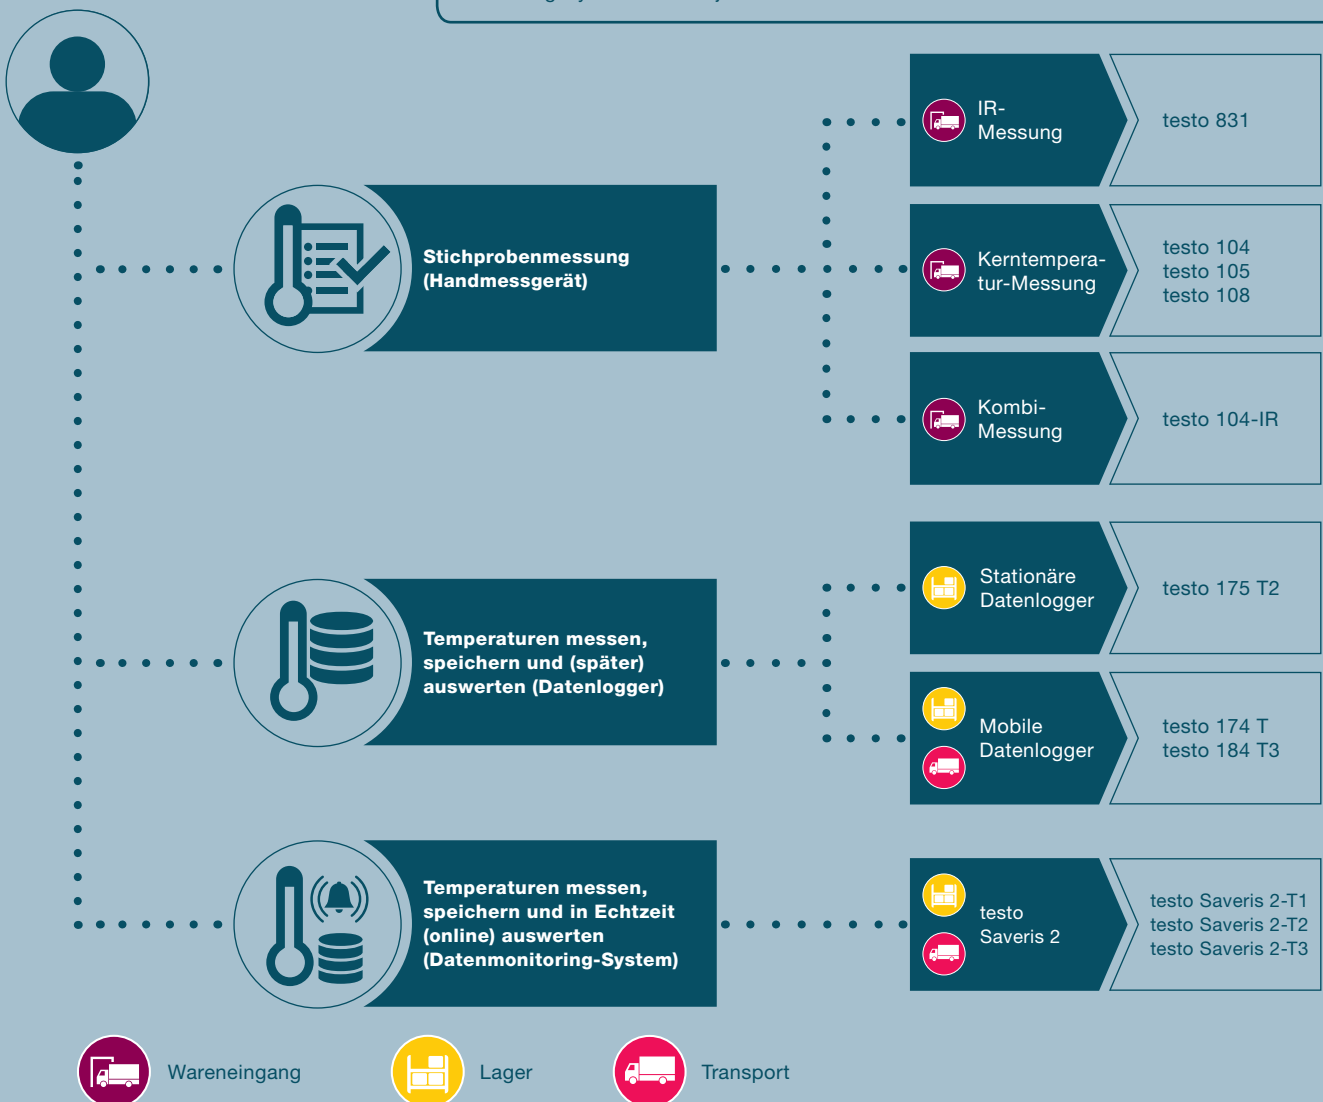 IR-
Messung
testo 831
Stichprobenmessung
(Handmessgerät)
Kerntempera-
tur-Messung
testo 104
testo 105
testo 108
Kombi-
Messung
testo 104-IR
Temperaturen messen,
speichern und (später)
auswerten (Datenlogger)
Stationäre
Datenlogger
testo 175 T2
Mobile
Datenlogger
testo 174 T
testo 184 T3
Temperaturen messen,
speichern und in Echtzeit
(online) auswerten
(Datenmonitoring-System)
testo
Saveris 2
testo Saveris 2-T1
testo Saveris 2-T2
testo Saveris 2-T3
Wareneingang
Lager
Transport